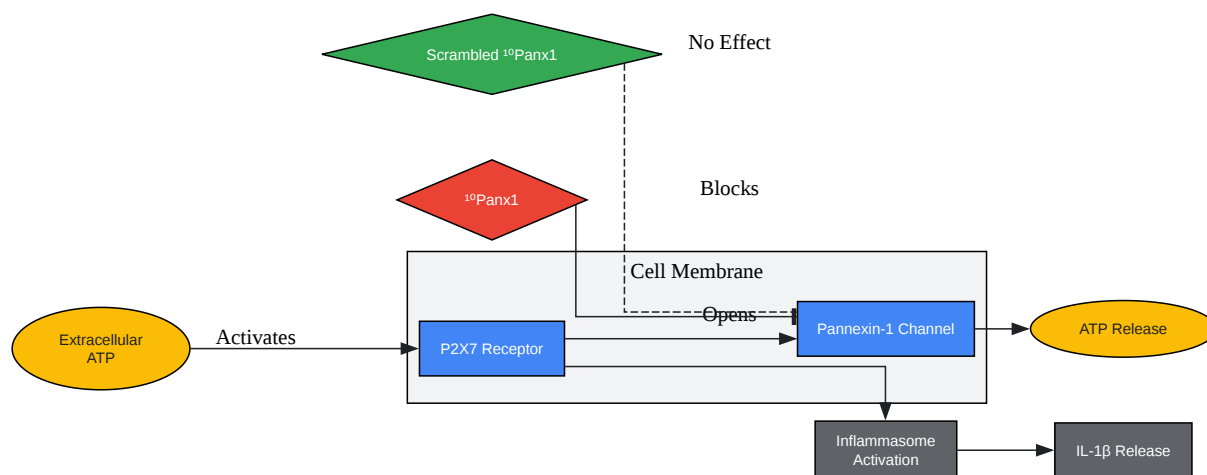 Scrambled ¹⁰Panx1
No Effect
¹⁰Panx1
Blocks
Cell Membrane
Extracellular
ATP
Activates
P2X7 Receptor
Opens
Pannexin-1 Channel
ATP Release
Inflammasome
Activation
IL-1β Release